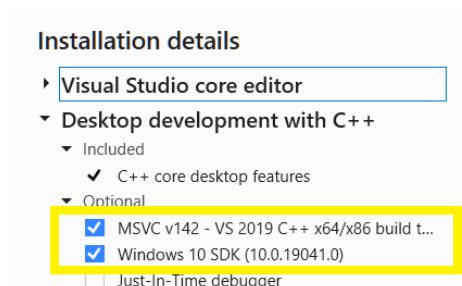 Installation details
Visual Studio core editor
Desktop development with C++
Included
C++ core desktop features
Optional
MSVC v142 - VS 2019 C++ x64/x86 build t...
Windows 10 SDK (10.0.19041.0)
Just-In-Time debugger